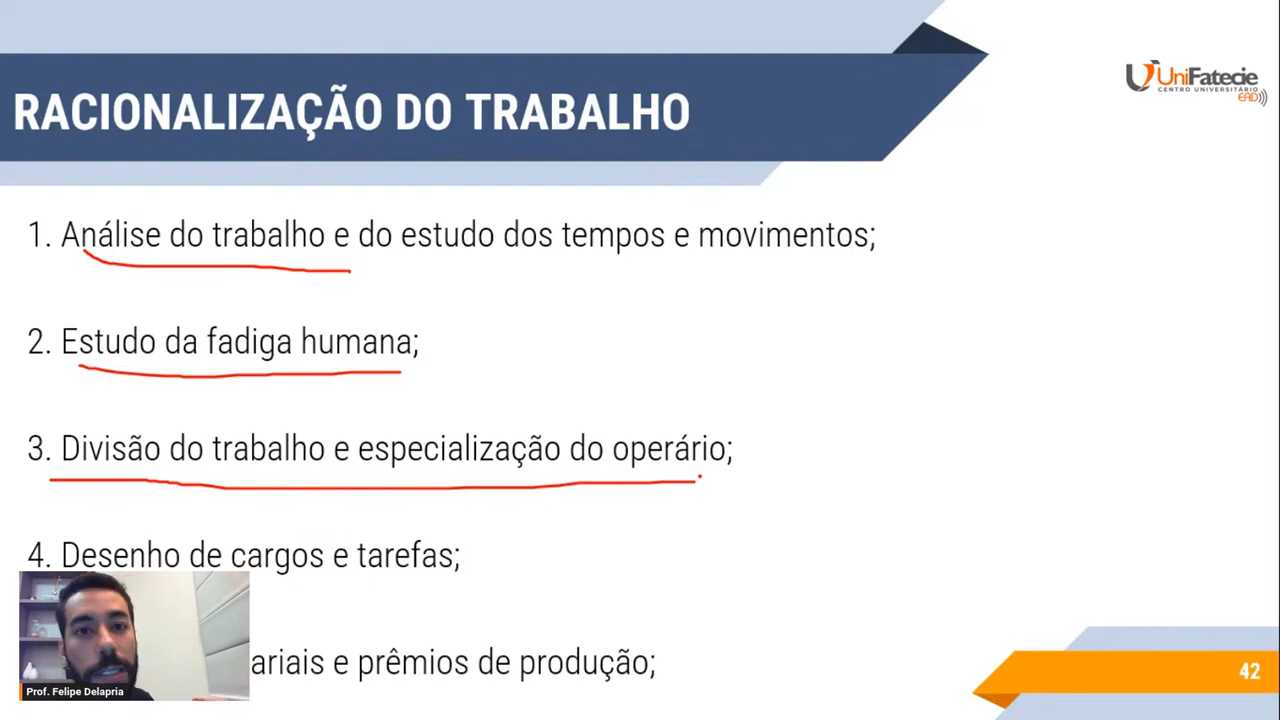 RACIONALIZAÇÃO DO TRABALHO
UniFatecie
CENTRO UNIVERSITÁRIO
EAD
1. Análise do trabalho e do estudo dos tempos e movimentos;
2. Estudo da fadiga humana;
3. Divisão do trabalho e especialização do operário;
4. Desenho de cargos e tarefas;
ariais e prêmios de produção;
Prof. Felipe Delapria
42